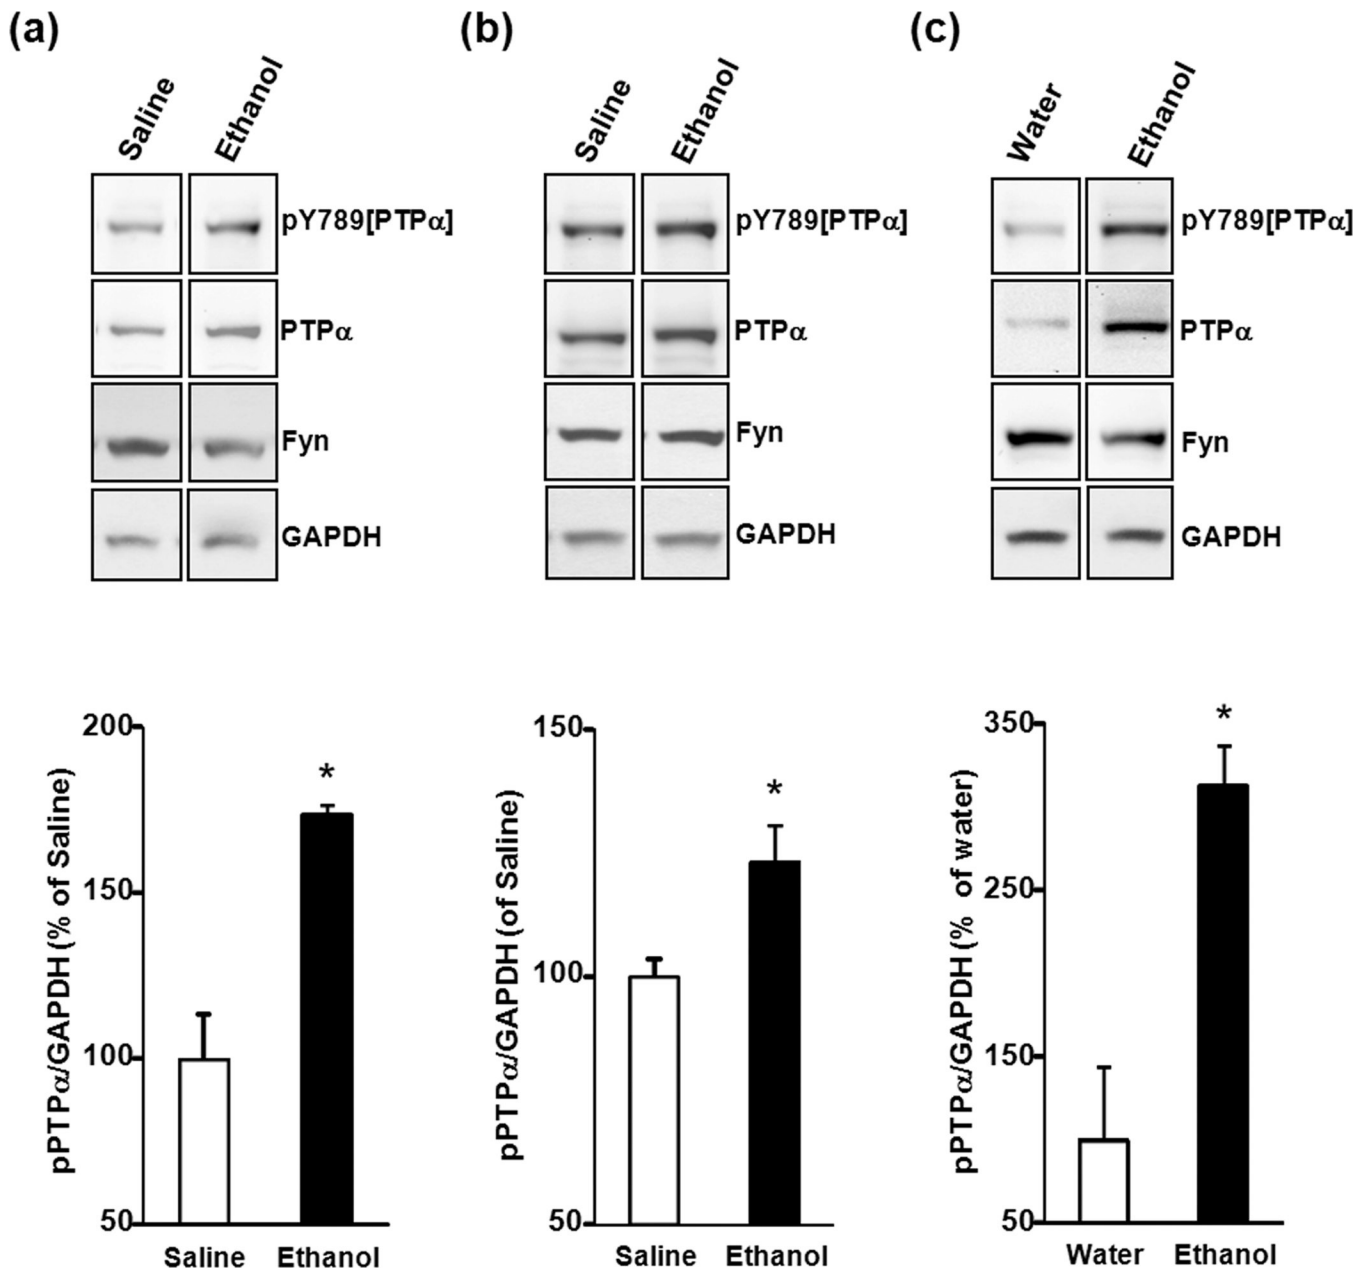 (a)
Saline
Ethanol
pY789[PTPα]
PTPα
Fyn
GAPDH
pPTPα/GAPDH (% of Saline)
200
150
100
50
*
Saline
Ethanol
(b)
Saline
Ethanol
pY789[PTPα]
PTPα
Fyn
GAPDH
pPTPα/GAPDH (of Saline)
150
100
50
*
Saline
Ethanol
(c)
Water
Ethanol
pY789[PTPα]
PTPα
Fyn
GAPDH
pPTPα/GAPDH (% of water)
350
250
150
50
*
Water
Ethanol